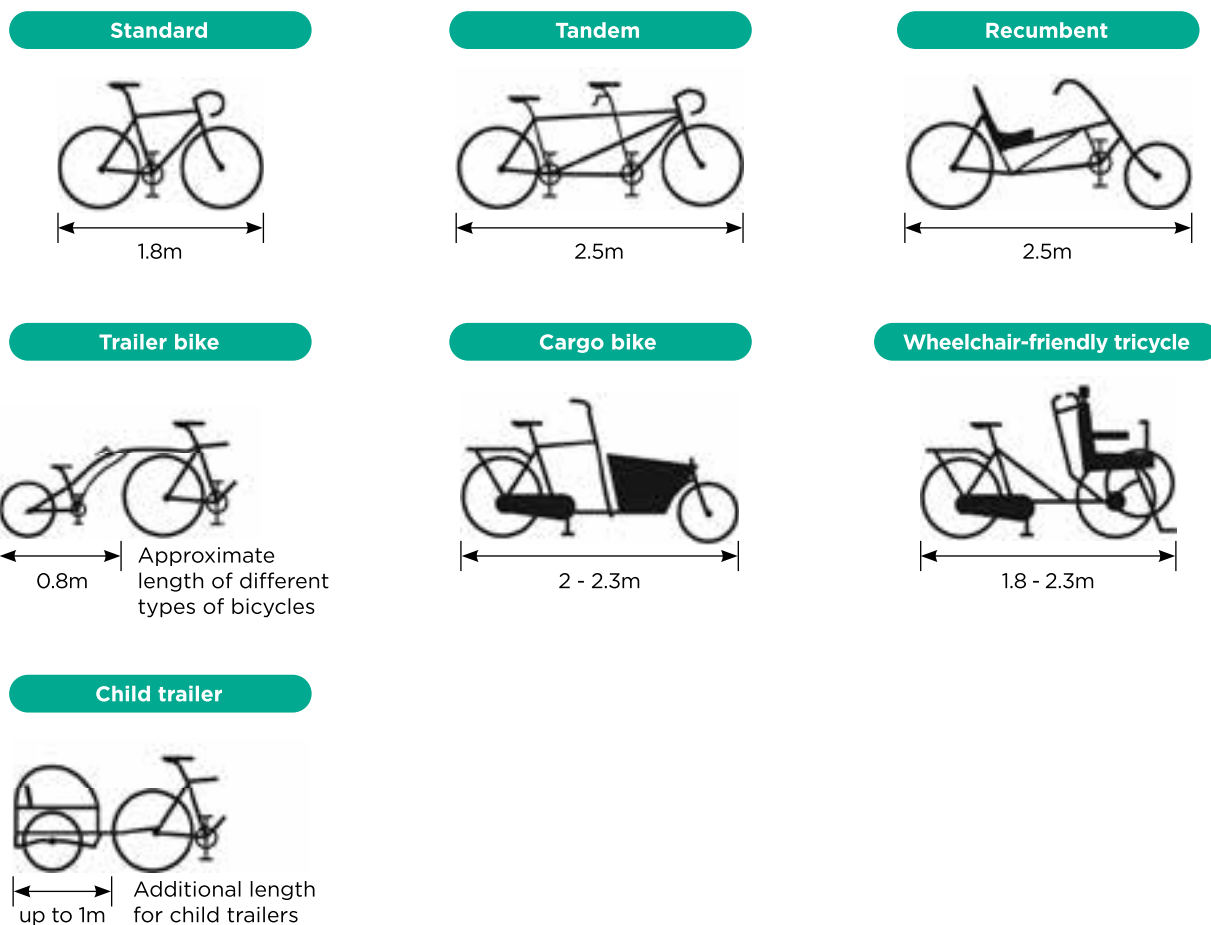 Standard
Tandem
Recumbent
1.8m
2.5m
2.5m
Trailer bike
Cargo bike
Wheelchair-friendly tricycle
0.8m
Approximate
length of different
types of bicycles
2 - 2.3m
1.8 - 2.3m
Child trailer
up to 1m
Additional length
for child trailers